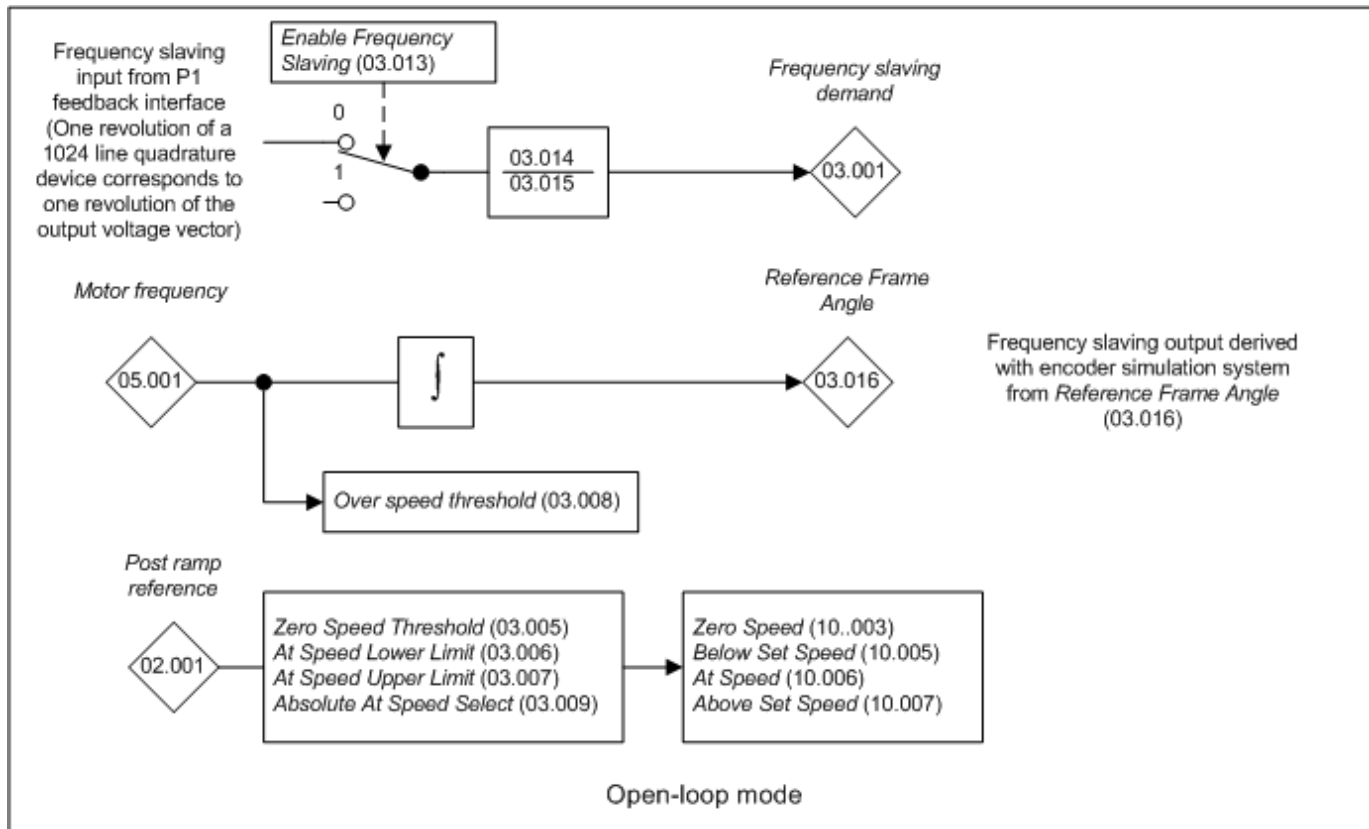 Frequency slaving
input from P1
feedback interface
(One revolution of a
1024 line quadrature
device corresponds to
one revolution of the
output voltage vector)
Enable Frequency
Slaving (03.013)
0
1
03.014
03.015
Frequency slaving
demand
03.001
Motor frequency
05.001
∫
Reference Frame
Angle
03.016
Frequency slaving output derived
with encoder simulation system
from Reference Frame Angle
(03.016)
Over speed threshold (03.008)
Post ramp
reference
02.001
Zero Speed Threshold (03.005)
At Speed Lower Limit (03.006)
At Speed Upper Limit (03.007)
Absolute At Speed Select (03.009)
Zero Speed (10..003)
Below Set Speed (10.005)
At Speed (10.006)
Above Set Speed (10.007)
Open-loop mode